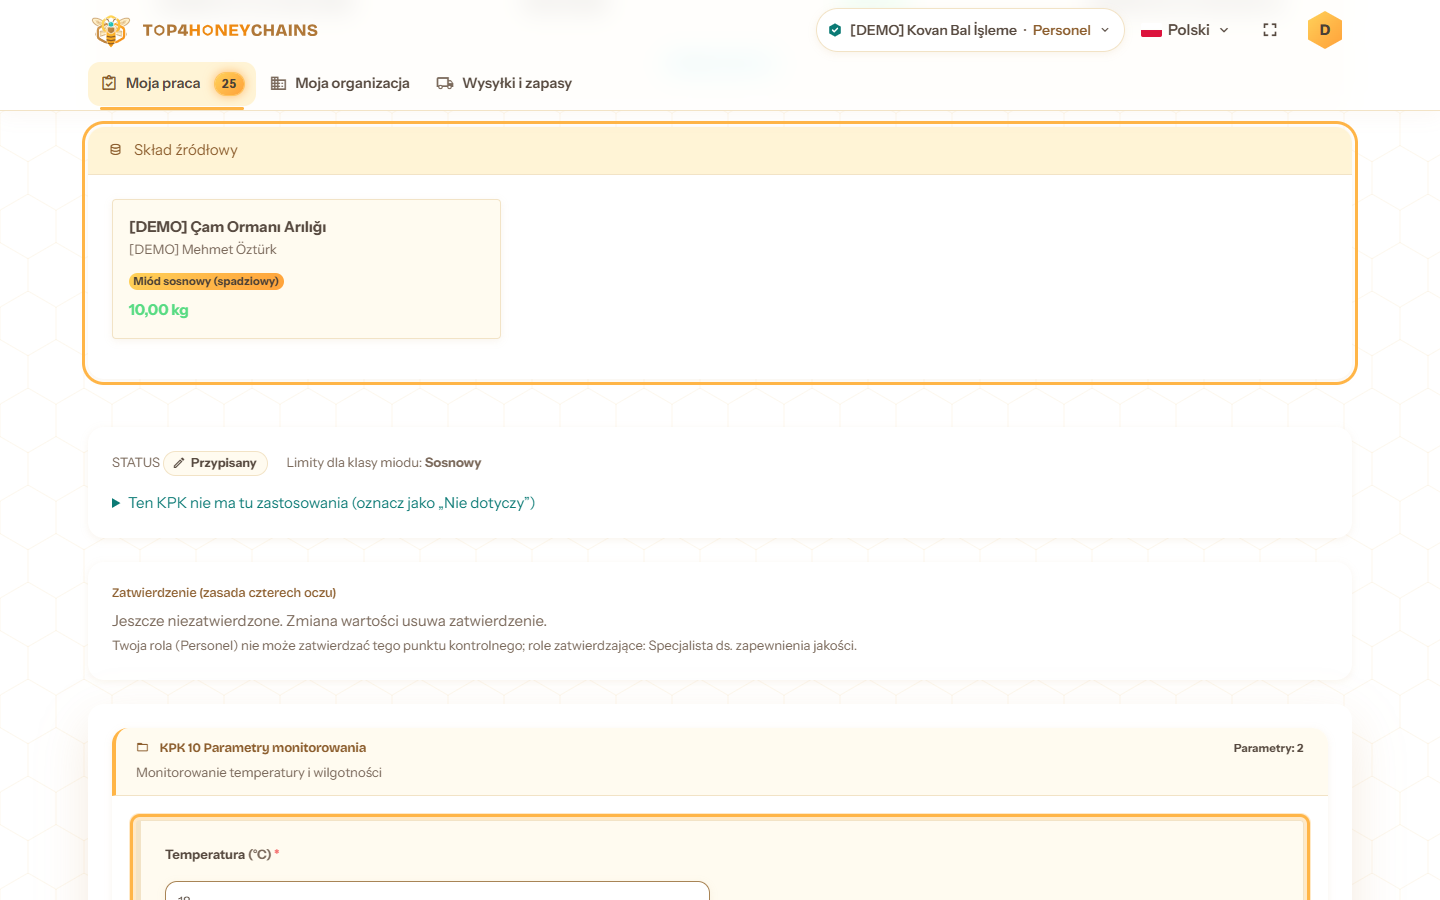 TOP4HONEYCHAINS
[DEMO] Kovan Bal İşleme · Personel
Polski
D
Moja praca 25
Moja organizacja
Wysyłki i zapasy
Skład źródłowy
[DEMO] Çam Ormanı Arılığı
[DEMO] Mehmet Öztürk
Miód sosnowy (spadziowy)
10,00 kg
STATUS Przypisany Limity dla klasy miodu: Sosnowy
Ten KPK nie ma tu zastosowania (oznacz jako „Nie dotyczy”)
Zatwierdzenie (zasada czterech oczu)
Jeszcze niezatwierdzone. Zmiana wartości usuwa zatwierdzenie.
Twoja rola (Personel) nie może zatwierdzać tego punktu kontrolnego; role zatwierdzające: Specjalista ds. zapewnienia jakości.
KPK 10 Parametry monitorowania
Parametry: 2
Monitorowanie temperatury i wilgotności
Temperatura (°C) *